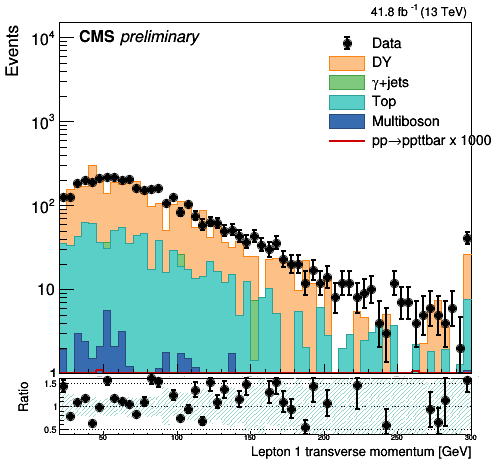 41.8 fb⁻¹ (13 TeV)
CMS preliminary
Events
Data
DY
γ+jets
Top
Multiboson
pp→ppttbar x 1000
10⁴
10³
10²
10
1
Ratio
1.5
1
0.5
50 100 150 200 250 300
Lepton 1 transverse momentum [GeV]